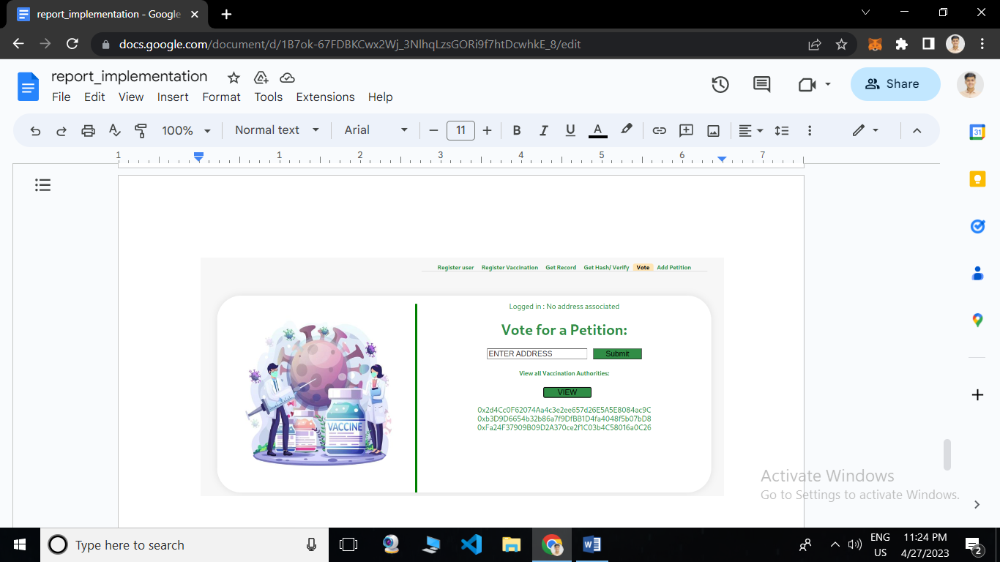 report_implementation - Google
docs.google.com/document/d/1B7ok-67FDBKCwx2Wj_3NlhqLzsGORi9f7htDcwhkE_8/edit
report_implementation
Share
File Edit View Insert Format Tools Extensions Help
100% Normal text Arial 11 B I U A
31
1 1 2 3 4 5 6 7
Register user Register Vaccination Get Record Get Hash/ Verify Vote Add Petition
Logged in : No address associated
Vote for a Petition:
ENTER ADDRESS Submit
View all Vaccination Authorities:
VIEW
0x2d4Cc0F62074Aa4c3e2ee657d26E5A5E8084ac9C
0xb3D9D6654b32b86a7f9DfBB1D4fa4048f5b07bD8
0xFa24F37909B09D2A370ce2f1C03b4C58016a0C26
VACCINE
Activate Windows
Go to Settings to activate Windows.
Type here to search
ENG
US
11:24 PM
4/27/2023
2